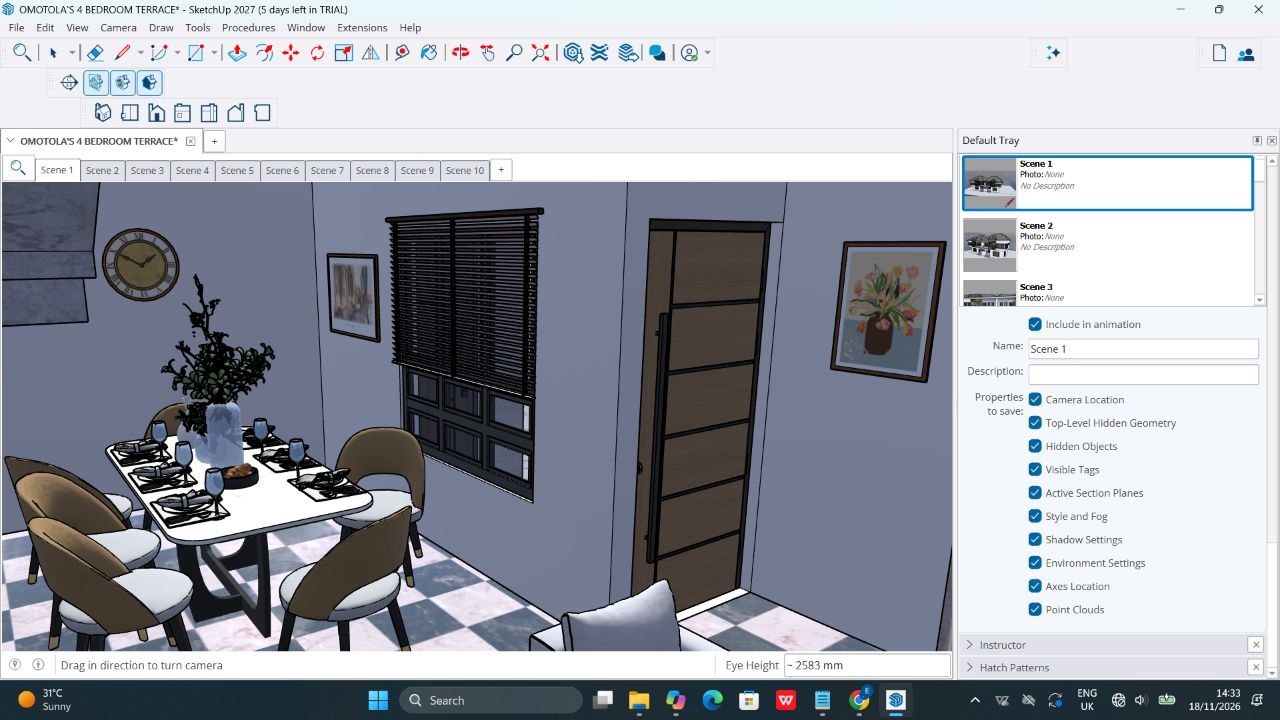 OMOTOLA'S 4 BEDROOM TERRACE* - SketchUp 2027 (5 days left in TRIAL)
File Edit View Camera Draw Tools Procedures Window Extensions Help
OMOTOLA'S 4 BEDROOM TERRACE*
Default Tray
Scene 1 Scene 2 Scene 3 Scene 4 Scene 5 Scene 6 Scene 7 Scene 8 Scene 9 Scene 10
Scene 1
Photo: None
No Description
Scene 2
Photo: None
No Description
Scene 3
Photo: None
Include in animation
Name: Scene 1
Description:
Properties to save:
Camera Location
Top-Level Hidden Geometry
Hidden Objects
Visible Tags
Active Section Planes
Style and Fog
Shadow Settings
Environment Settings
Axes Location
Point Clouds
Instructor
Hatch Patterns
Drag in direction to turn camera
Eye Height ~ 2583 mm
31°C
Sunny
Search
E
W
ENG
UK
14:33
18/11/2026